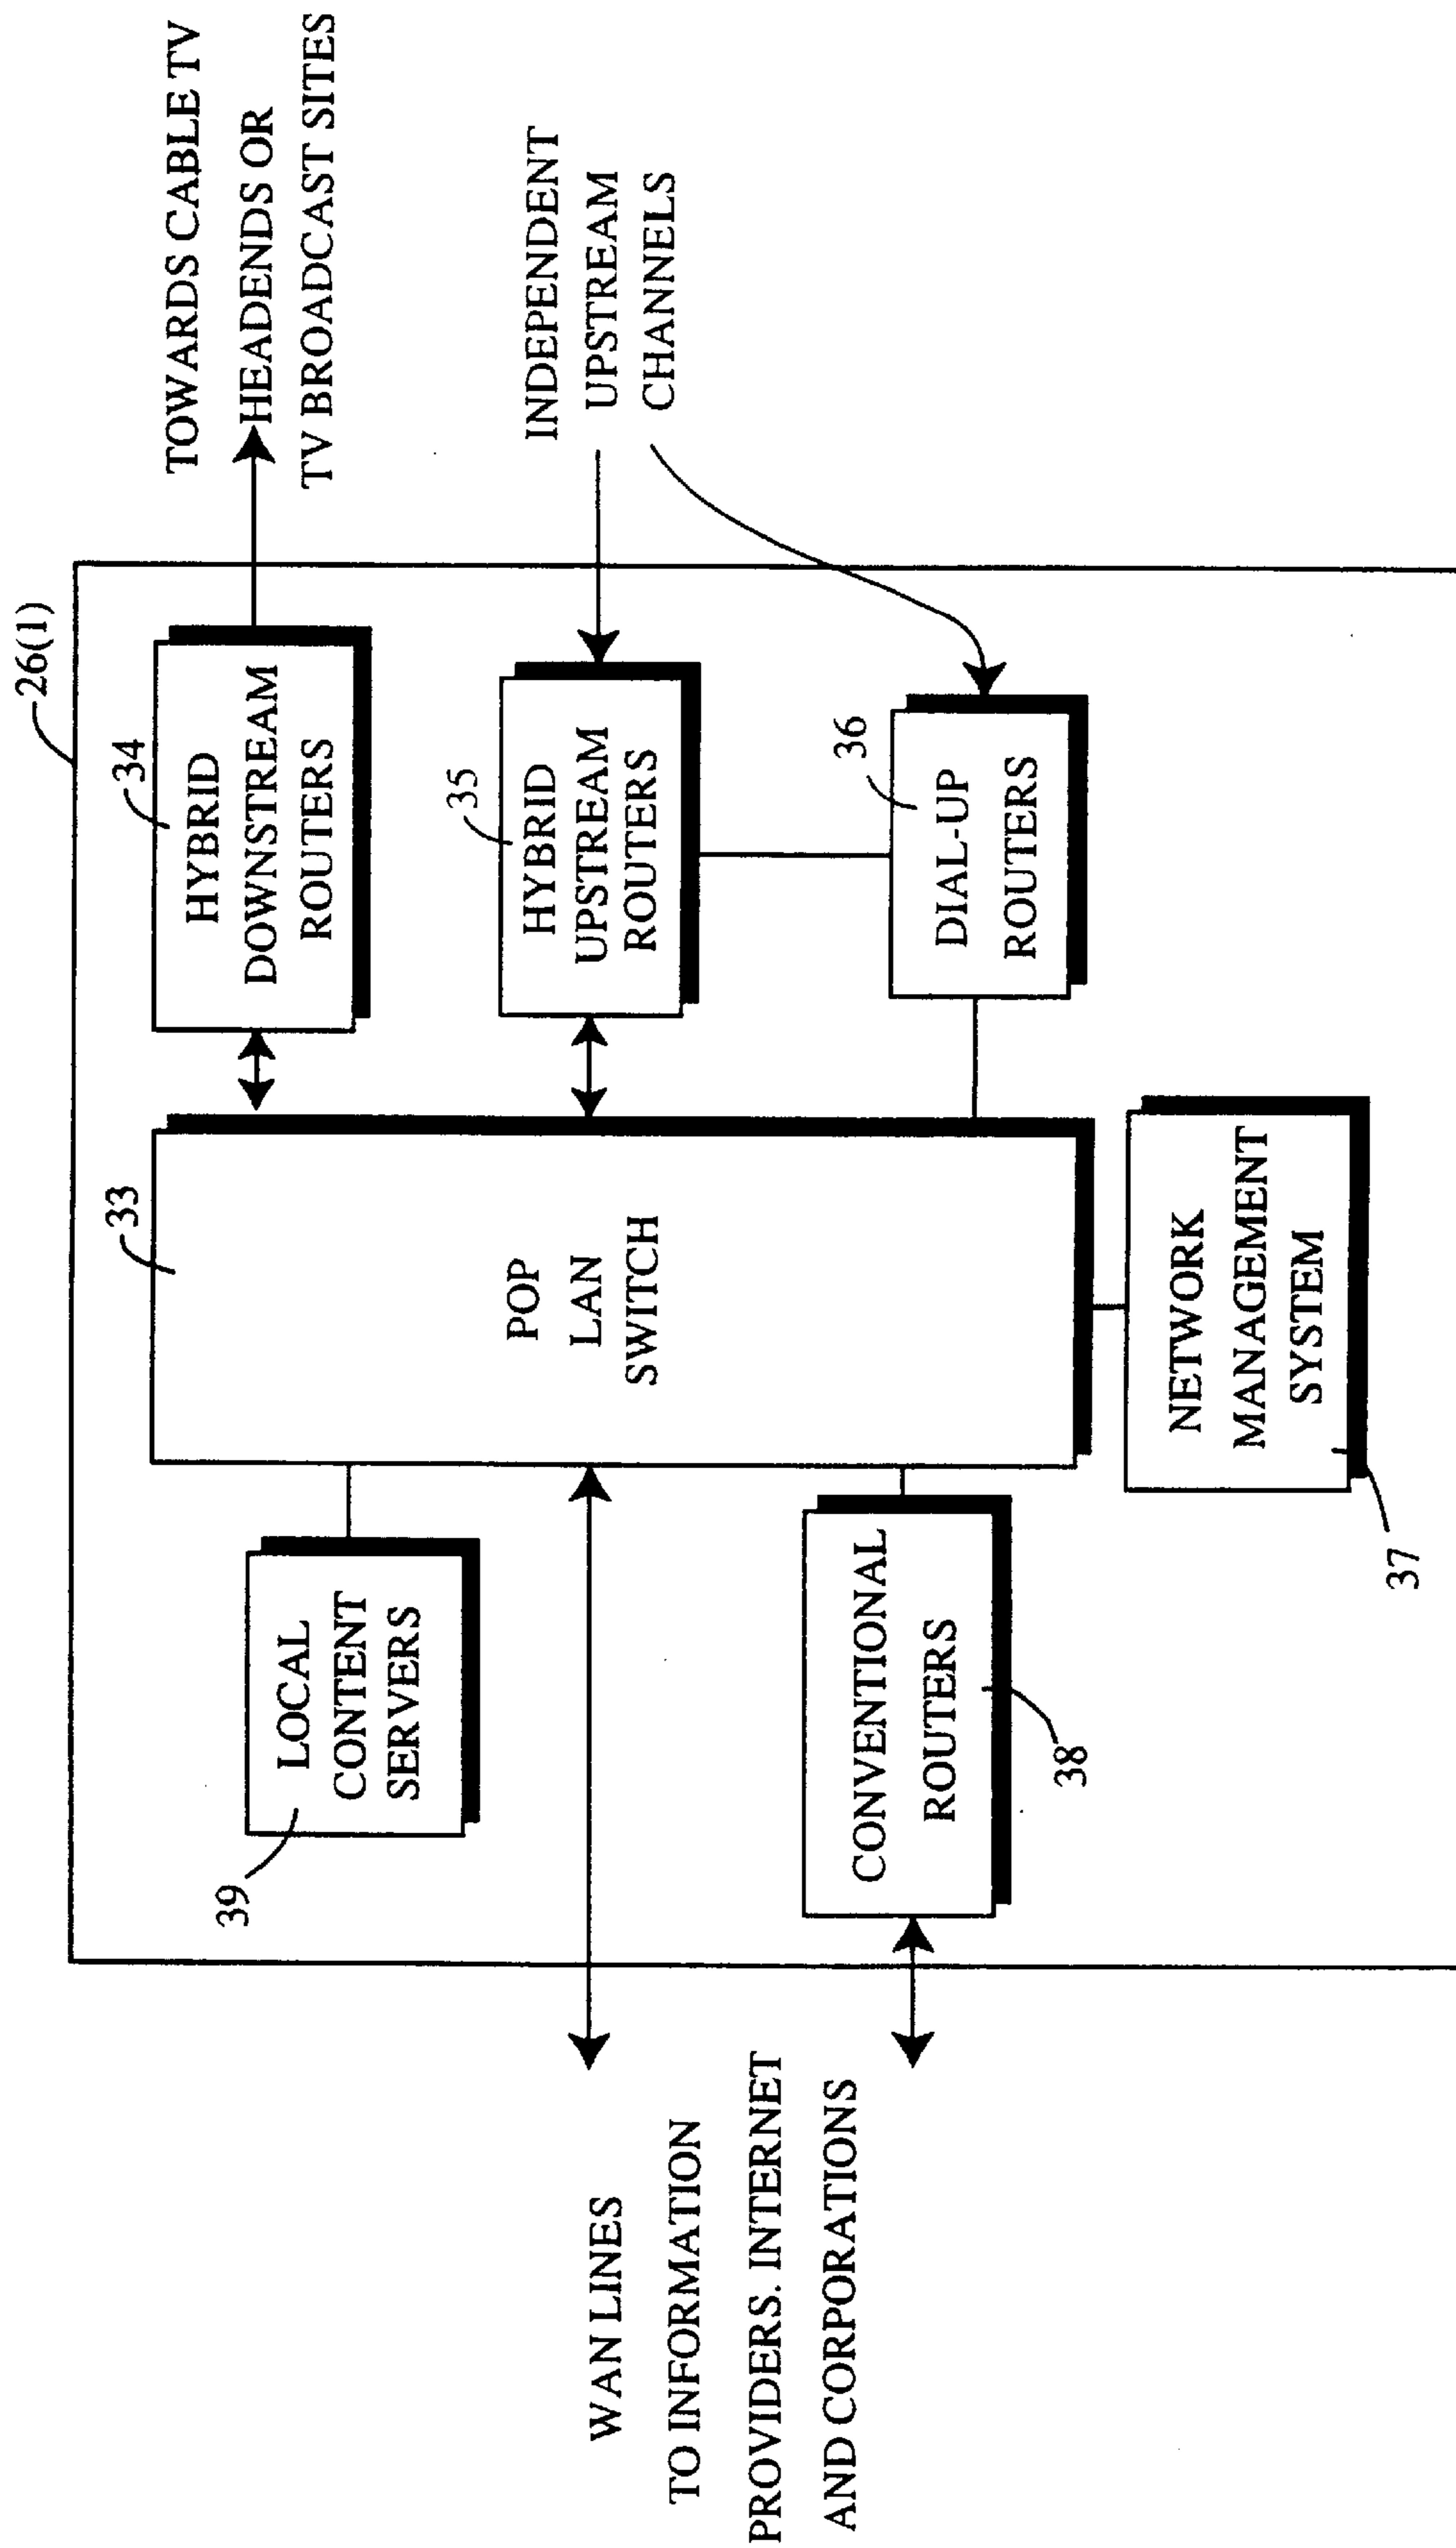 26(1)
TOWARDS CABLE TV
HEADENDS OR
TV BROADCAST SITES
34
HYBRID
DOWNSTREAM
ROUTERS
INDEPENDENT
UPSTREAM
CHANNELS
35
HYBRID
UPSTREAM
ROUTERS
36
DIAL-UP
ROUTERS
33
POP
LAN
SWITCH
NETWORK
MANAGEMENT
SYSTEM
37
39
LOCAL
CONTENT
SERVERS
CONVENTIONAL
ROUTERS
38
WAN LINES
TO INFORMATION
PROVIDERS. INTERNET
AND CORPORATIONS